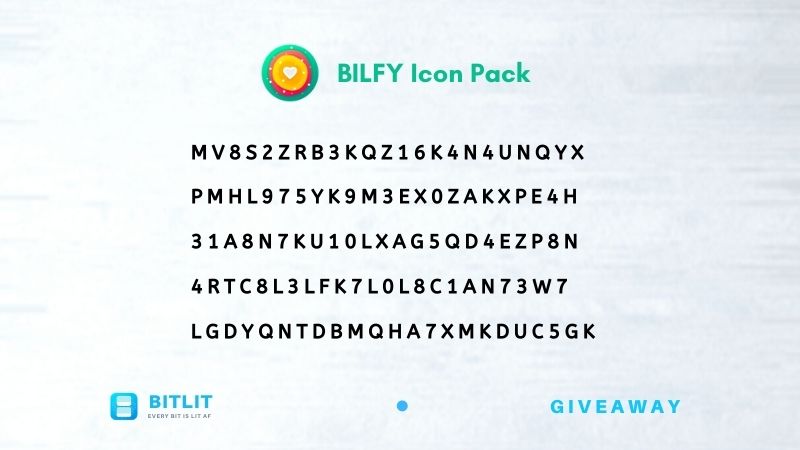 BILFY Icon Pack
MV8S2ZRB3KQZ16K4N4UNQYX
PMHL975YK9M3EX0ZAKXPE4H
31A8N7KU10LXAG5QD4EZP8N
4RTC8L3LFK7L0L8C1AN73W7
LGDYQNTDBMQHA7XMKDUC5GK
BITLIT
EVERY BIT IS LIT AF
GIVEAWAY